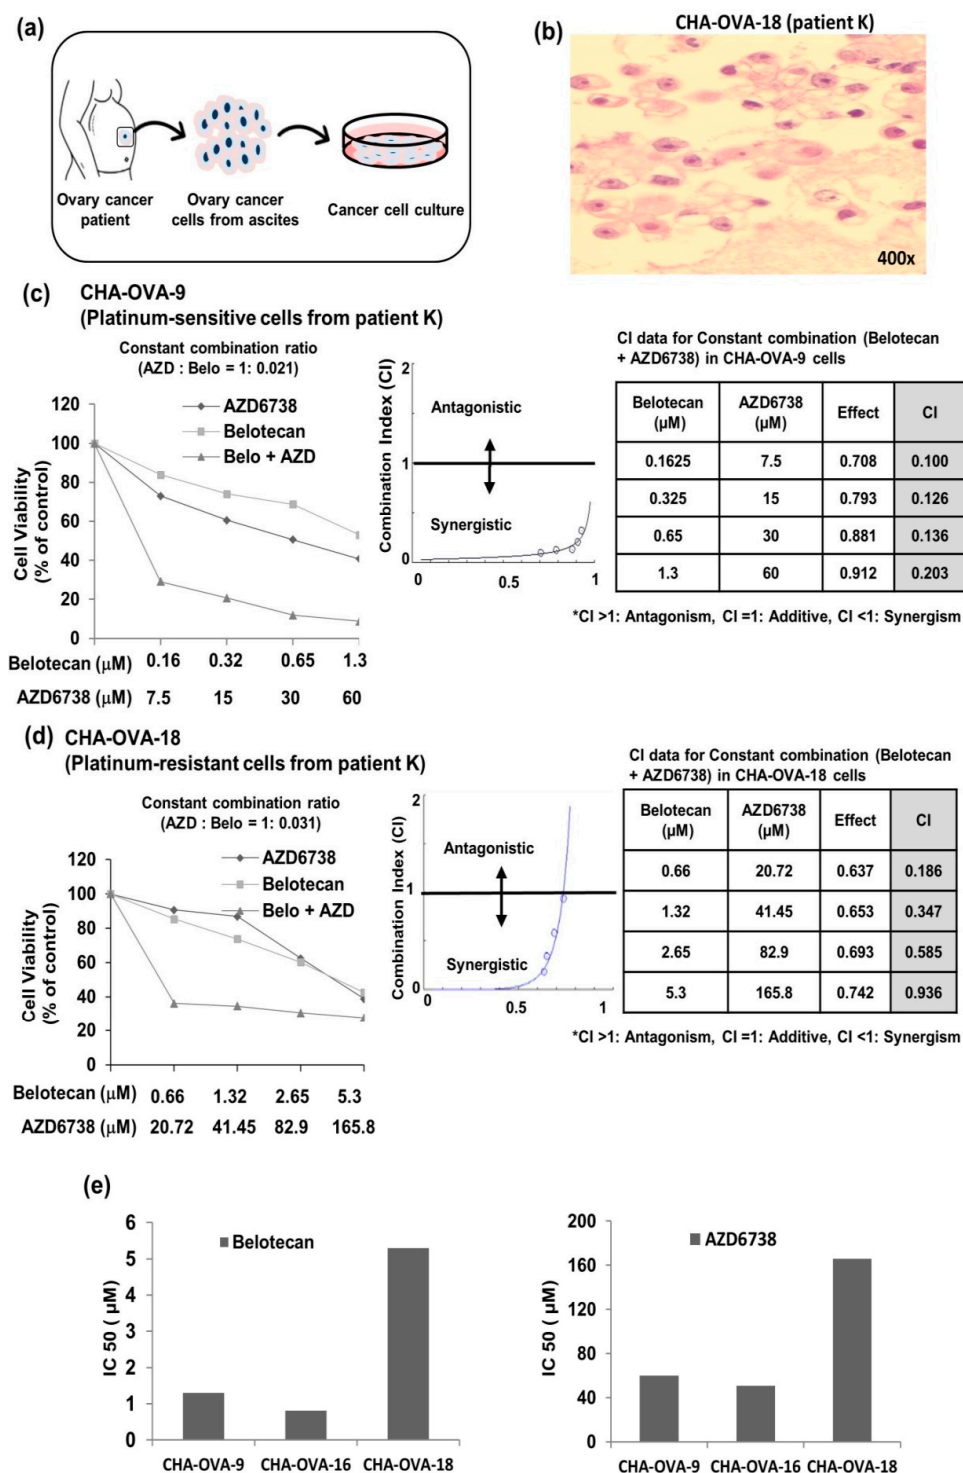 (a)
Ovary cancer
patient
Ovary cancer
cells from ascites
Cancer cell culture
(b)
CHA-OVA-18 (patient K)
400x
(c)
CHA-OVA-9
(Platinum-sensitive cells from patient K)
Constant combination ratio
(AZD : Belo = 1: 0.021)
120
100
80
60
40
20
0
Cell Viability
(% of control)
AZD6738
Belotecan
Belo + AZD
Belotecan (μM) 0.16 0.32 0.65 1.3
AZD6738 (μM) 7.5 15 30 60
Combination Index (CI)
2
1
0
Antagonistic
Synergistic
0 0.5 1
CI data for Constant combination (Belotecan
+ AZD6738) in CHA-OVA-9 cells
Belotecan (μM) AZD6738 (μM) Effect CI
0.1625 7.5 0.708 0.100
0.325 15 0.793 0.126
0.65 30 0.881 0.136
1.3 60 0.912 0.203
*CI >1: Antagonism, CI =1: Additive, CI <1: Synergism
(d)
CHA-OVA-18
(Platinum-resistant cells from patient K)
Constant combination ratio
(AZD : Belo = 1: 0.031)
120
100
80
60
40
20
0
Cell Viability
(% of control)
AZD6738
Belotecan
Belo + AZD
Belotecan (μM) 0.66 1.32 2.65 5.3
AZD6738 (μM) 20.72 41.45 82.9 165.8
Combination Index (CI)
2
1
0
Antagonistic
Synergistic
0 0.5 1
CI data for Constant combination (Belotecan
+ AZD6738) in CHA-OVA-18 cells
Belotecan (μM) AZD6738 (μM) Effect CI
0.66 20.72 0.637 0.186
1.32 41.45 0.653 0.347
2.65 82.9 0.693 0.585
5.3 165.8 0.742 0.936
*CI >1: Antagonism, CI =1: Additive, CI <1: Synergism
(e)
IC 50 ( μM)
6
5
4
3
2
1
0
Belotecan
CHA-OVA-9 CHA-OVA-16 CHA-OVA-18
IC 50 ( μM)
200
160
120
80
40
0
AZD6738
CHA-OVA-9 CHA-OVA-16 CHA-OVA-18